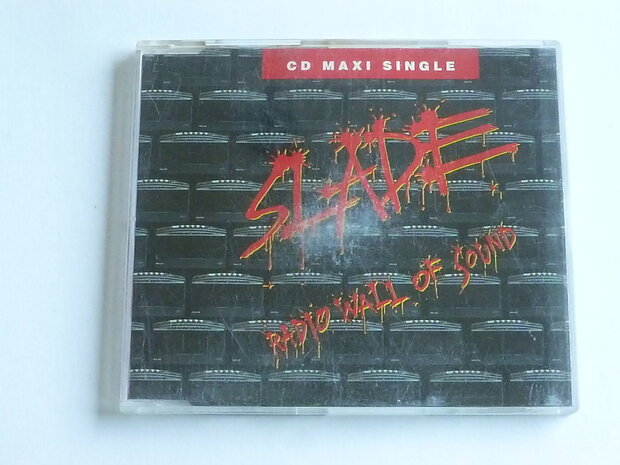 CD MAXI SINGLE
SLADE
RADIO WALL OF SOUND